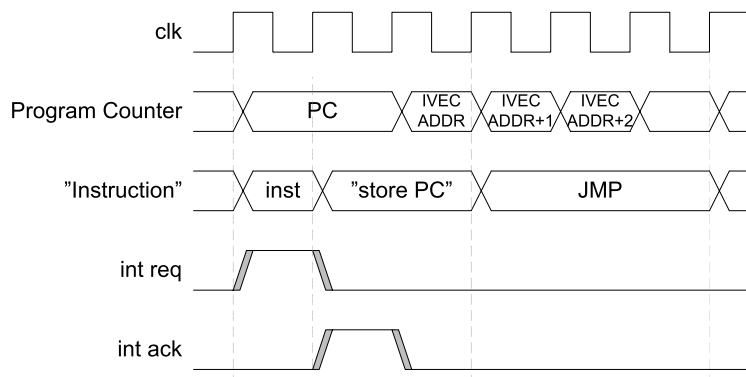 clk
Program Counter
PC
IVEC
ADDR
IVEC
ADDR+1
IVEC
ADDR+2
”Instruction”
inst
”store PC”
JMP
int req
int ack